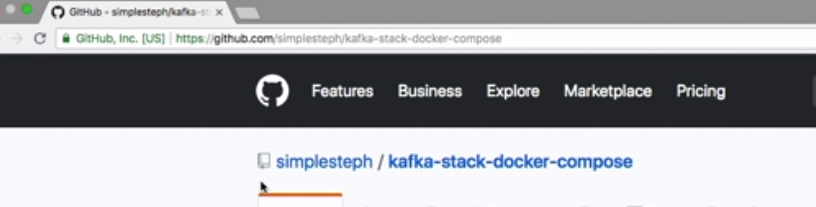 GitHub - simplesteph/kafka-st
GitHub, Inc. [US] | https://github.com/simplesteph/kafka-stack-docker-compose
Features Business Explore Marketplace Pricing
simplesteph / kafka-stack-docker-compose